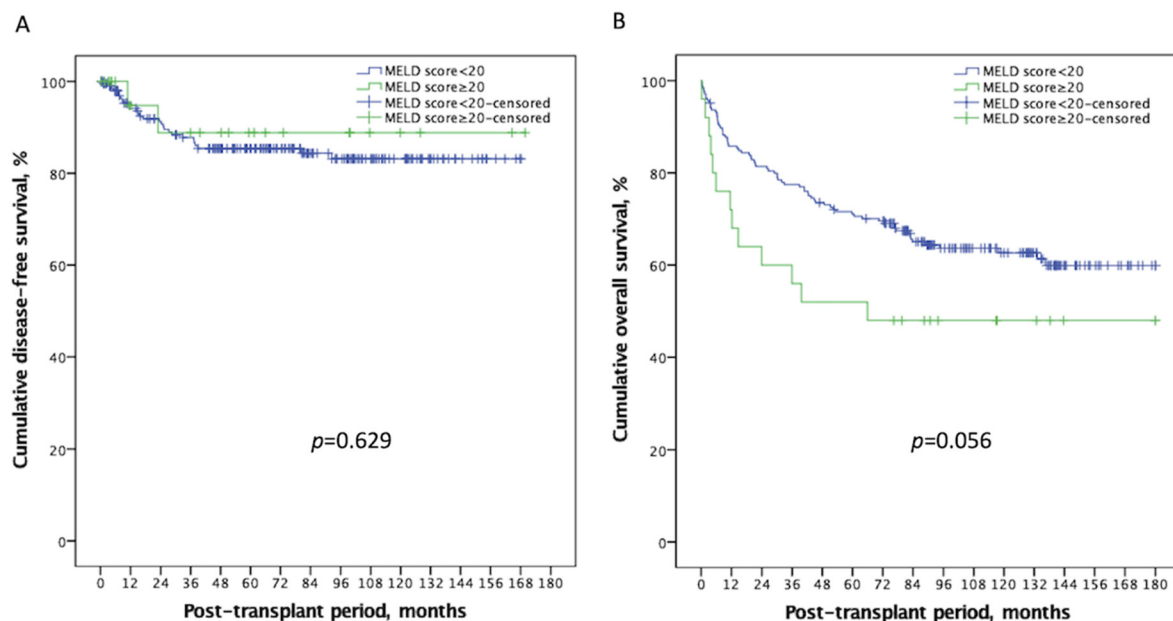 A
MELD score<20
MELD score≥20
MELD score<20-censored
MELD score≥20-censored
Cumulative disease-free survival, %
100
80
60
40
20
0
p=0.629
0 12 24 36 48 60 72 84 96 108 120 132 144 156 168 180
Post-transplant period, months
B
MELD score<20
MELD score≥20
MELD score<20-censored
MELD score≥20-censored
Cumulative overall survival, %
100
80
60
40
20
0
p=0.056
0 12 24 36 48 60 72 84 96 108 120 132 144 156 168 180
Post-transplant period, months